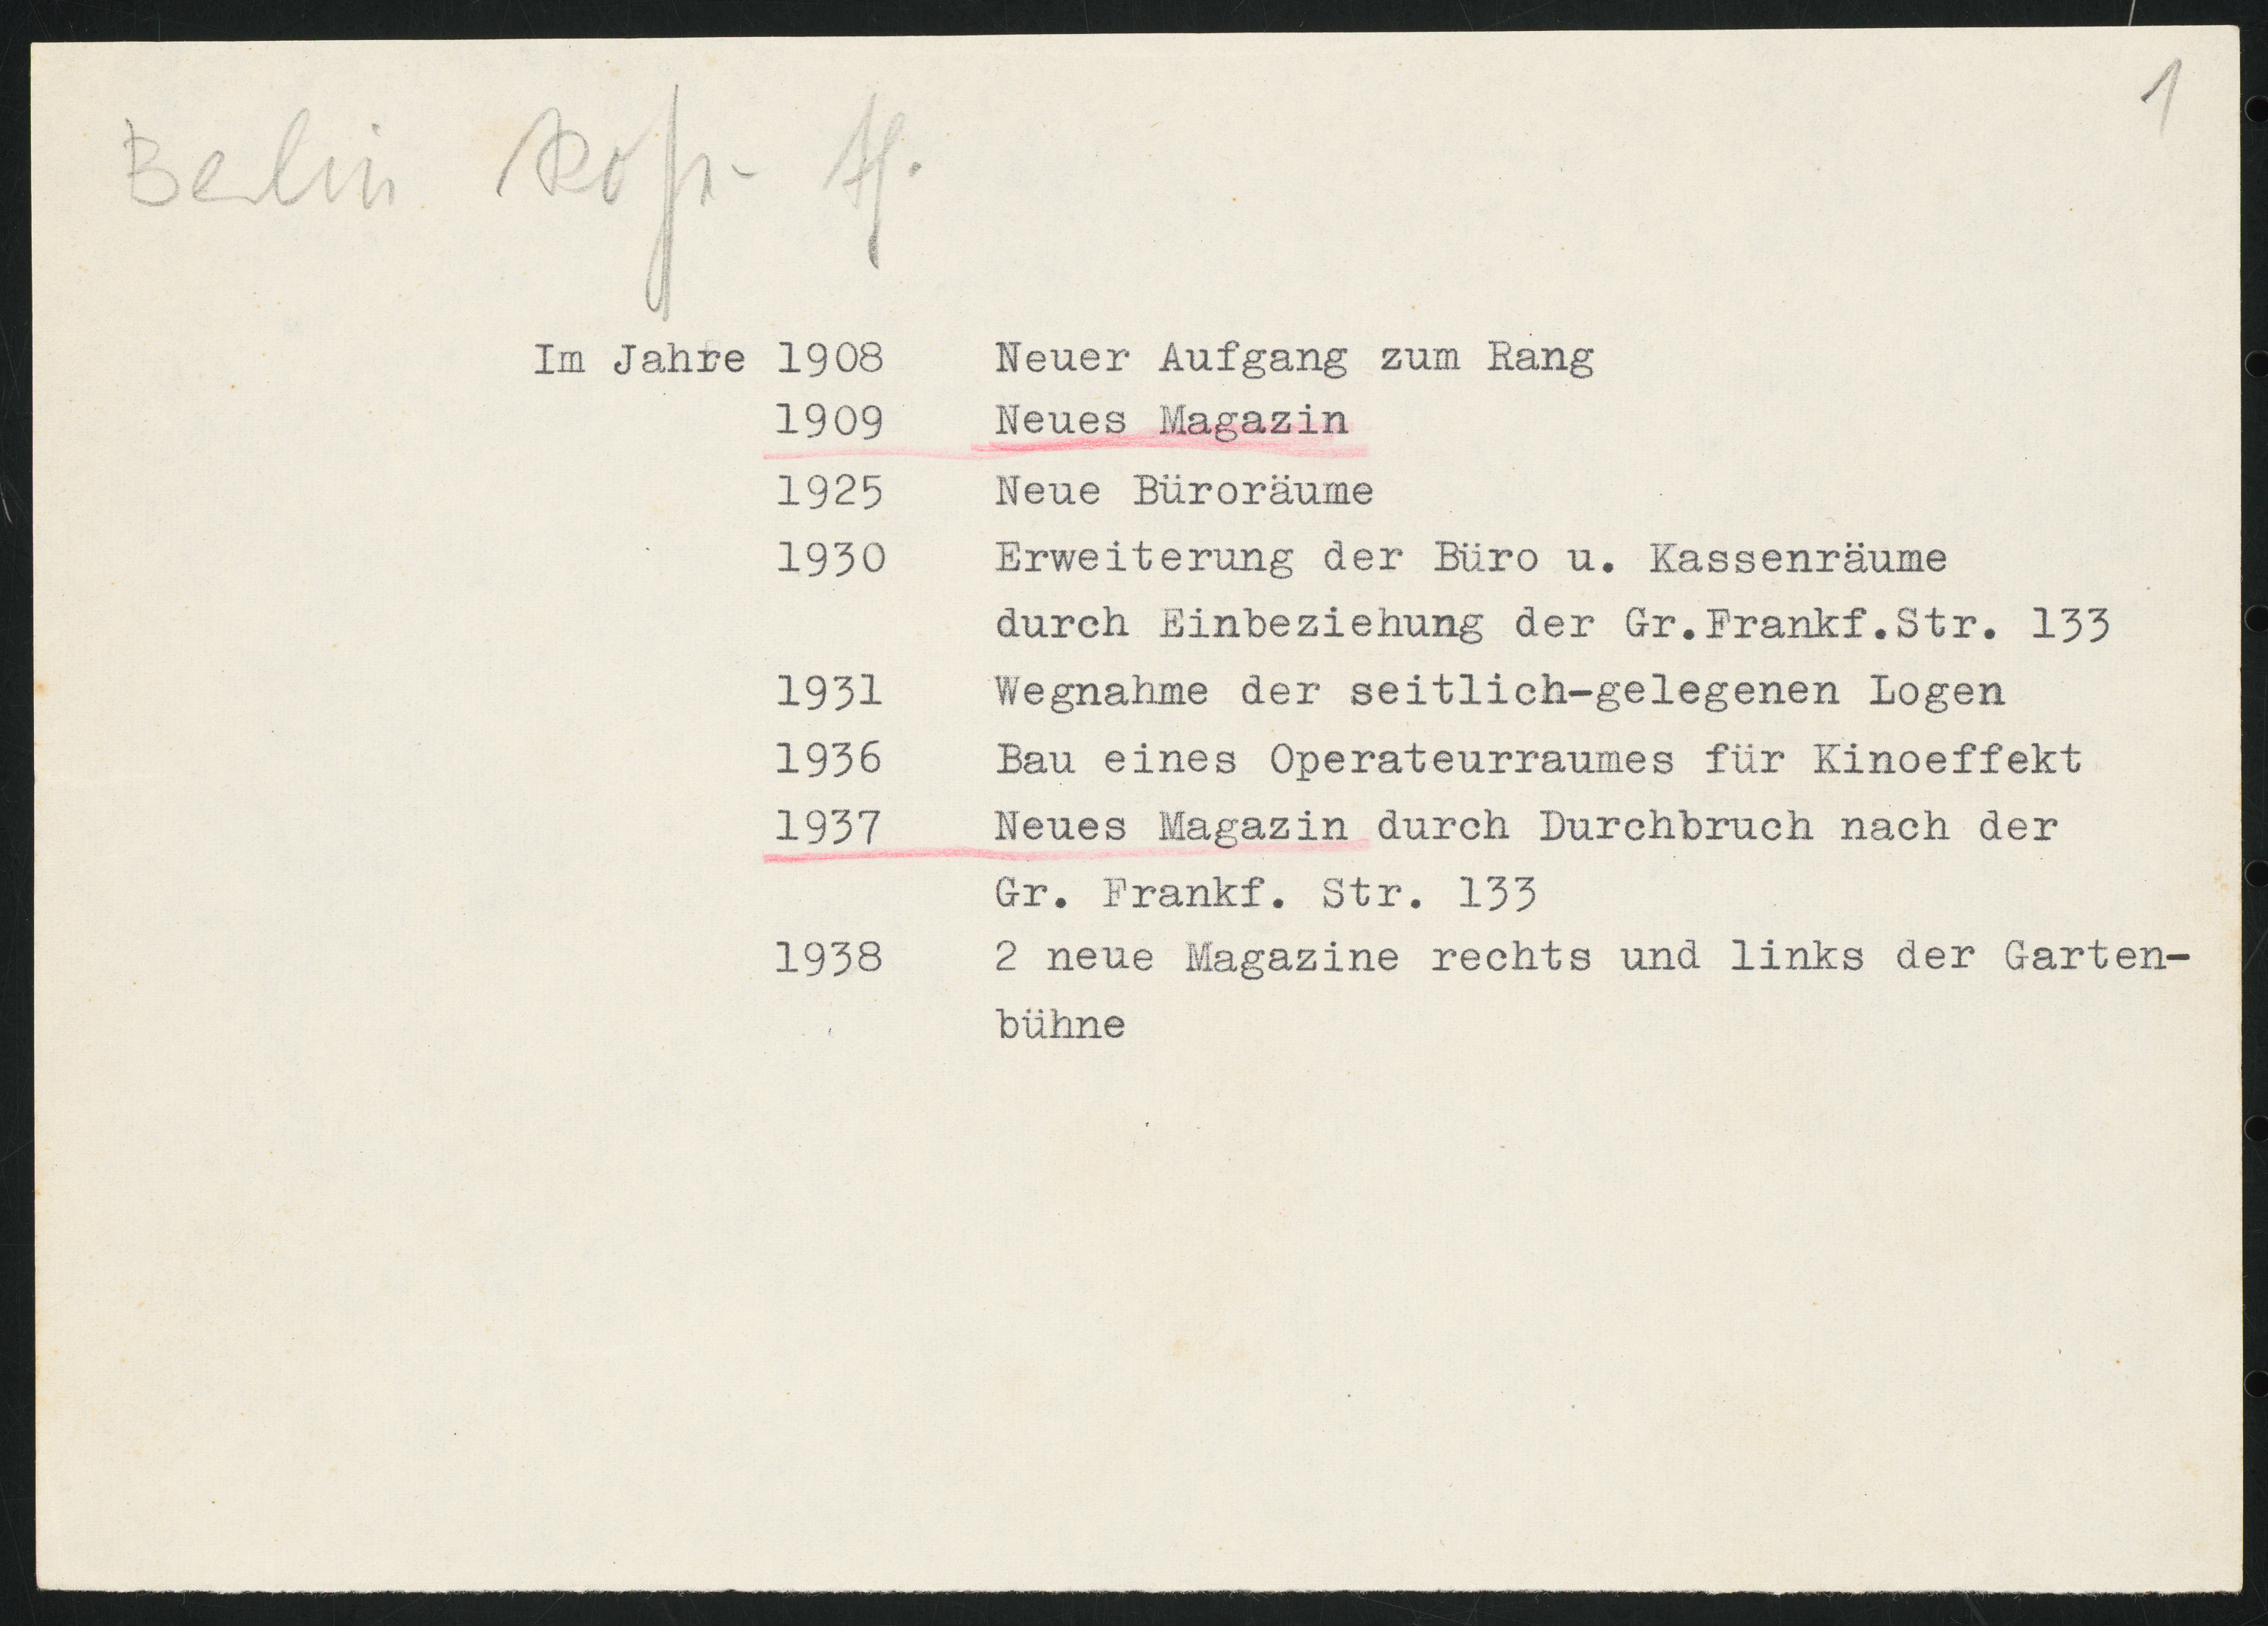 1
Berlin Rose-Th.
Im Jahre 1908 Neuer Aufgang zum Rang
1909 Neues Magazin
1925 Neue Büroräume
1930 Erweiterung der Büro u. Kassenräume
durch Einbeziehung der Gr.Frankf.Str. 133
1931 Wegnahme der seitlich-gelegenen Logen
1936 Bau eines Operateurraumes für Kinoeffekt
1937 Neues Magazin durch Durchbruch nach der
Gr. Frankf. Str. 133
1938 2 neue Magazine rechts und links der Garten-
bühne